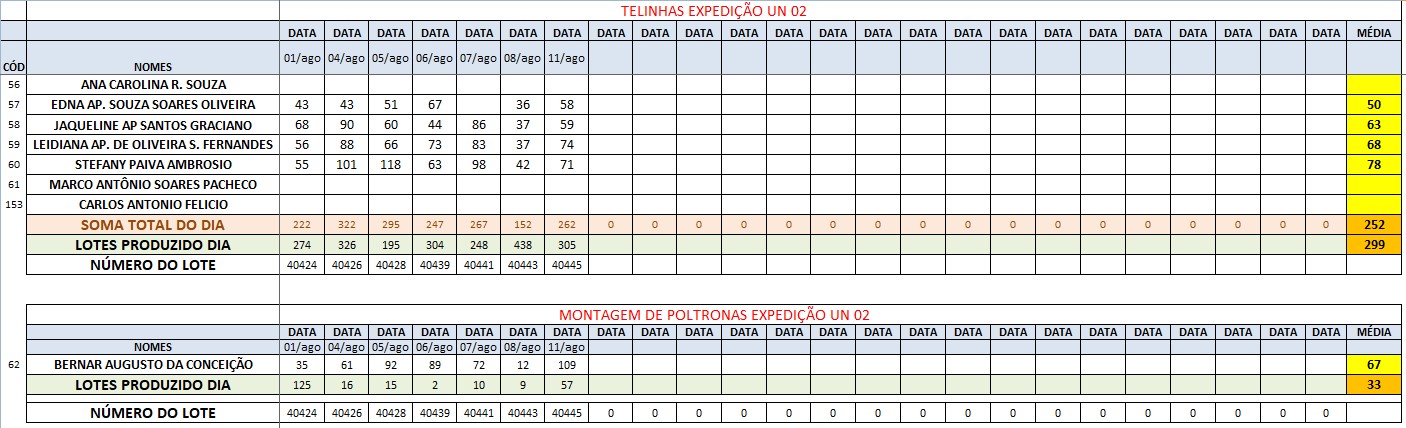 TELINHAS EXPEDIÇÃO UN 02
DATA DATA DATA DATA DATA DATA DATA DATA DATA DATA DATA DATA DATA DATA DATA DATA DATA DATA DATA DATA DATA DATA DATA DATA MÉDIA
CÓD NOMES 01/ago 04/ago 05/ago 06/ago 07/ago 08/ago 11/ago
56 ANA CAROLINA R. SOUZA
57 EDNA AP. SOUZA SOARES OLIVEIRA 43 43 51 67 36 58 50
58 JAQUELINE AP SANTOS GRACIANO 68 90 60 44 86 37 59 63
59 LEIDIANA AP. DE OLIVEIRA S. FERNANDES 56 88 66 73 83 37 74 68
60 STEFANY PAIVA AMBROSIO 55 101 118 63 98 42 71 78
61 MARCO ANTÔNIO SOARES PACHECO
153 CARLOS ANTONIO FELICIO
SOMA TOTAL DO DIA 222 322 295 247 267 152 262 0 0 0 0 0 0 0 0 0 0 0 0 0 0 0 0 0 252
LOTES PRODUZIDO DIA 274 326 195 304 248 438 305 299
NÚMERO DO LOTE 40424 40426 40428 40439 40441 40443 40445
MONTAGEM DE POLTRONAS EXPEDIÇÃO UN 02
DATA DATA DATA DATA DATA DATA DATA DATA DATA DATA DATA DATA DATA DATA DATA DATA DATA DATA DATA DATA DATA DATA DATA DATA MÉDIA
NOMES 01/ago 04/ago 05/ago 06/ago 07/ago 08/ago 11/ago
62 BERNAR AUGUSTO DA CONCEIÇÃO 35 61 92 89 72 12 109 67
LOTES PRODUZIDO DIA 125 16 15 2 10 9 57 33
NÚMERO DO LOTE 40424 40426 40428 40439 40441 40443 40445 0 0 0 0 0 0 0 0 0 0 0 0 0 0 0 0 0